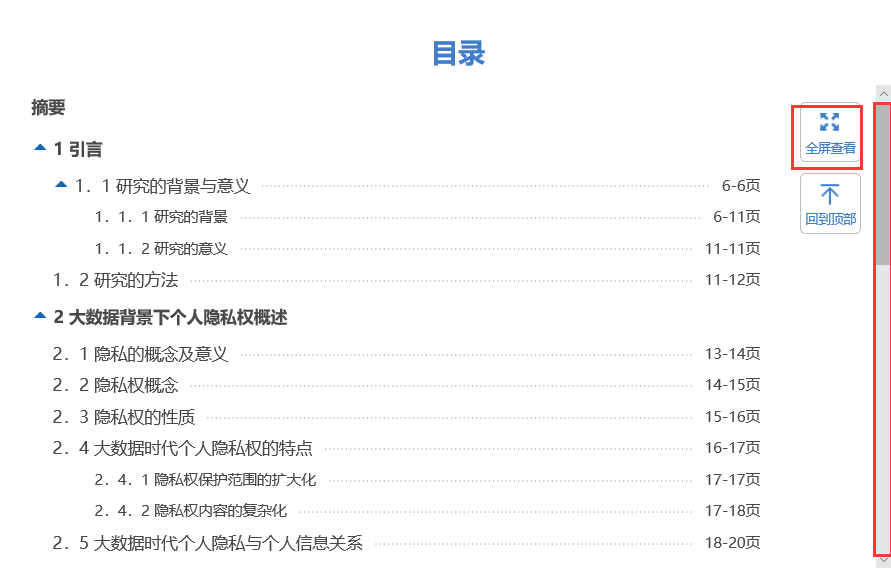 目录
摘要
1 引言
1. 1 研究的背景与意义 6-6页
1. 1. 1 研究的背景 6-11页
1. 1. 2 研究的意义 11-11页
1. 2 研究的方法 11-12页
2 大数据背景下个人隐私权概述
2. 1 隐私的概念及意义 13-14页
2. 2 隐私权概念 14-15页
2. 3 隐私权的性质 15-16页
2. 4 大数据时代个人隐私权的特点 16-17页
2. 4. 1 隐私权保护范围的扩大化 17-17页
2. 4. 2 隐私权内容的复杂化 17-18页
2. 5 大数据时代个人隐私与个人信息关系 18-20页
全屏查看
回到顶部